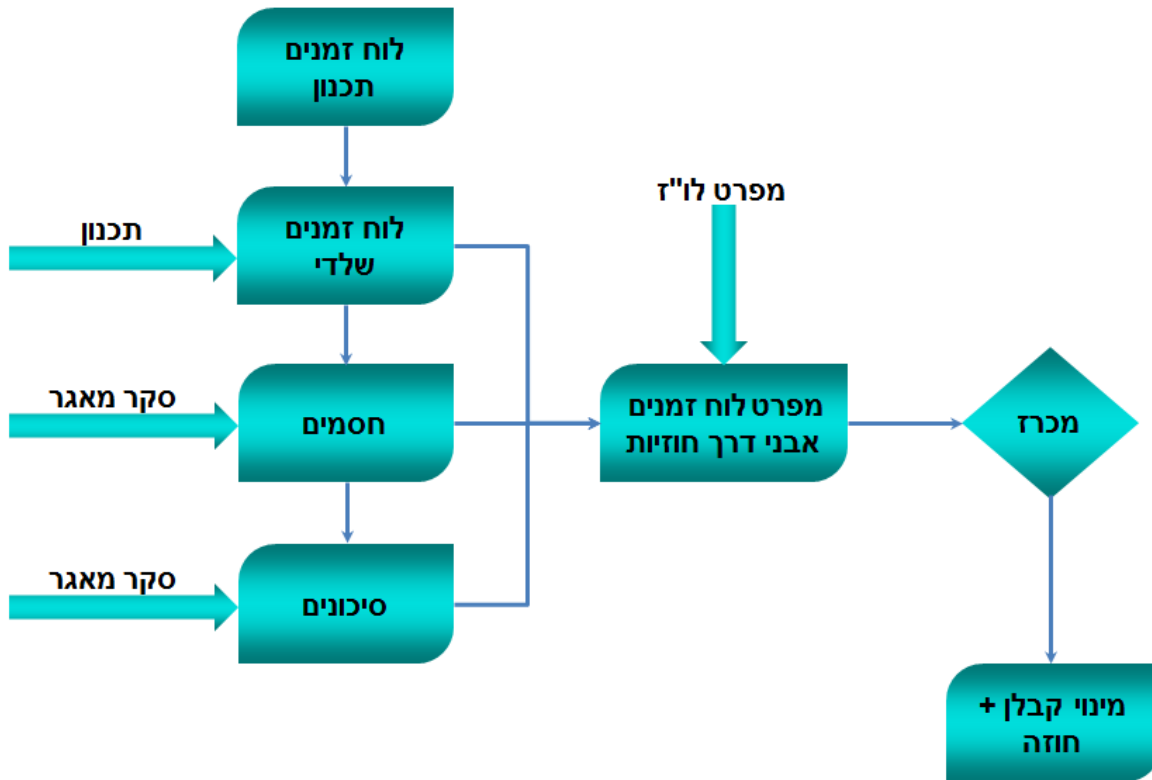 לוח זמנים
תכנון
תכנון
לוח זמנים
שלדי
מפרט לו"ז
סקר מאגר
חסמים
מפרט לוח זמנים
אבני דרך חוזיות
מכרז
סקר מאגר
סיכונים
מינוי קבלן +
חוזה